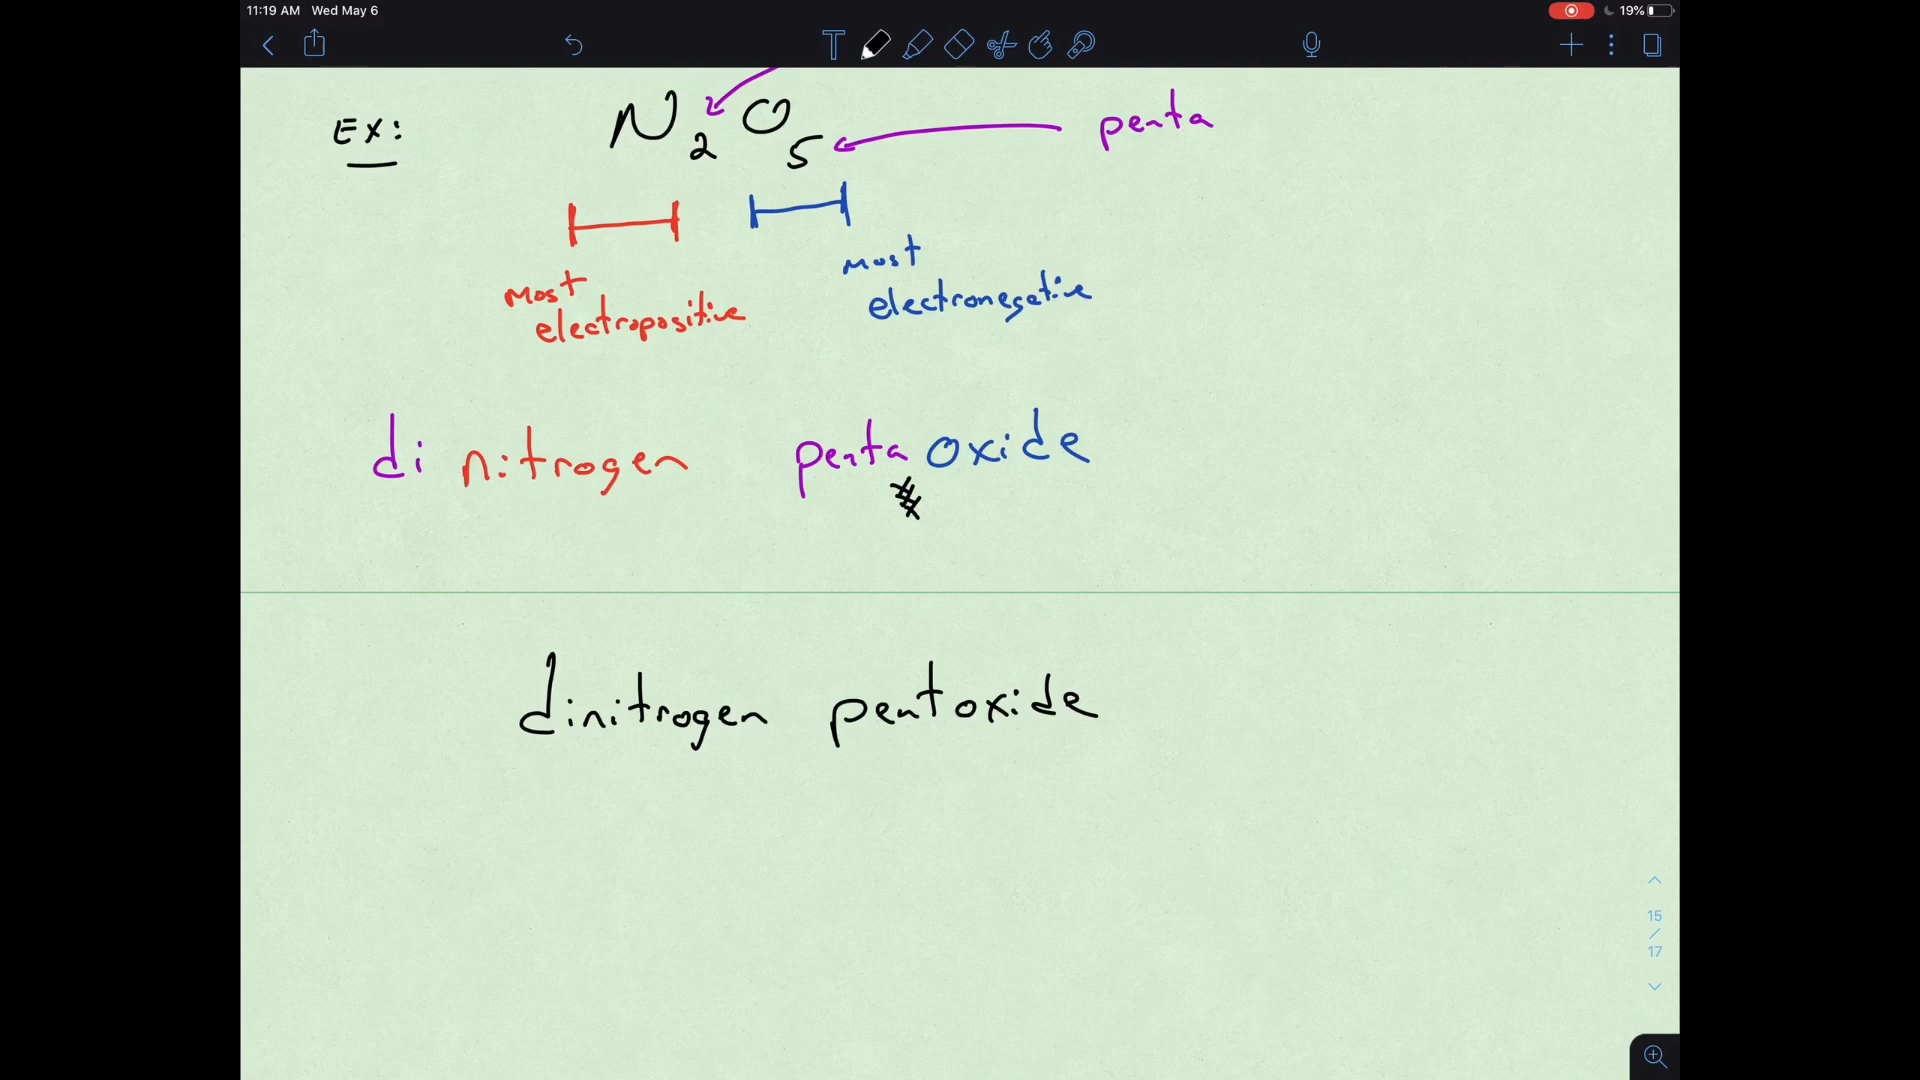 11:19 AM Wed May 6
19%
T
Ex: N2O5 penta
most electropositive
most electronegative
di nitrogen penta oxide
dinitrogen pentoxide
15
/
17